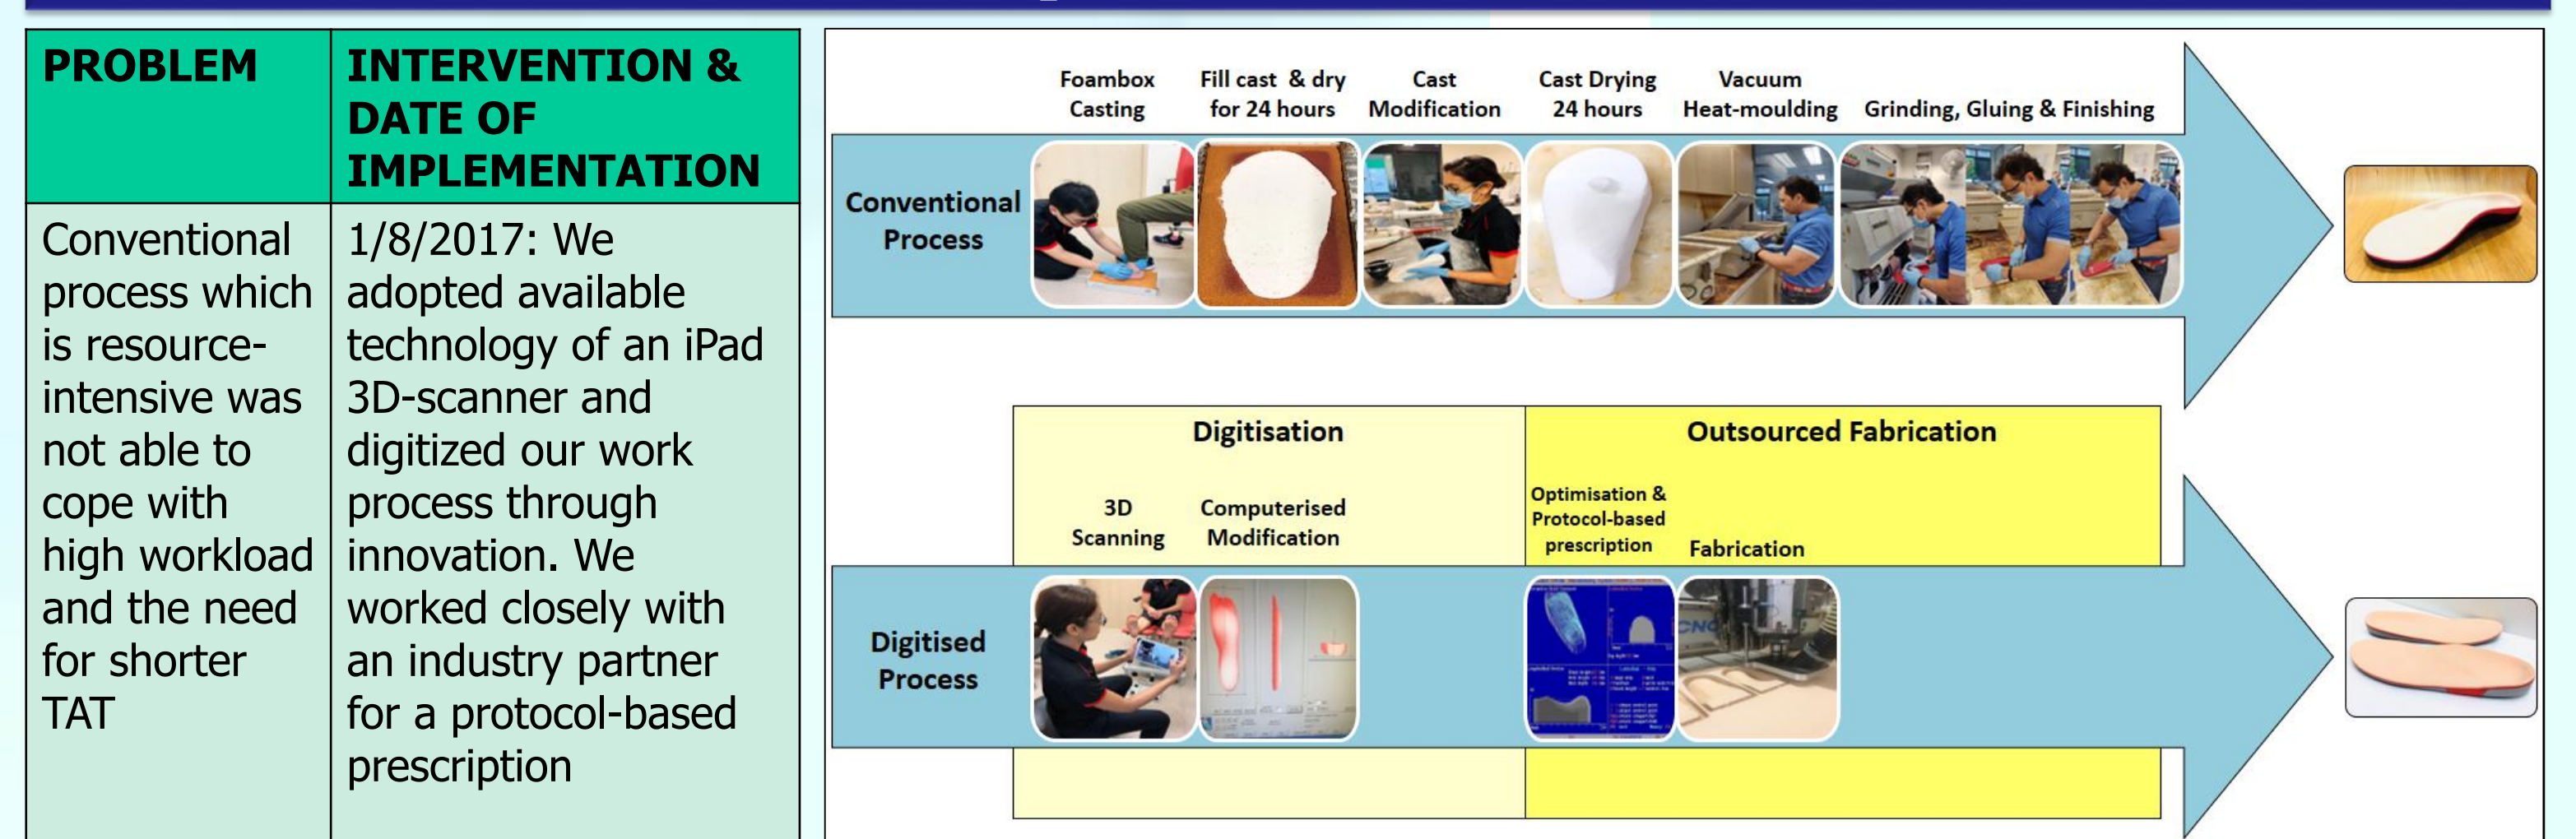 PROBLEM
INTERVENTION &
DATE OF
IMPLEMENTATION
Conventional
process which
is resource-
intensive was
not able to
cope with
high workload
and the need
for shorter
TAT
1/8/2017: We
adopted available
technology of an iPad
3D-scanner and
digitized our work
process through
innovation. We
worked closely with
an industry partner
for a protocol-based
prescription
Foambox
Casting
Fill cast & dry
for 24 hours
Cast
Modification
Cast Drying
24 hours
Vacuum
Heat-moulding
Grinding, Gluing & Finishing
Conventional
Process
Digitisation
Outsourced Fabrication
3D
Scanning
Computerised
Modification
Optimisation &
Protocol-based
prescription
Fabrication
Digitised
Process
CNC